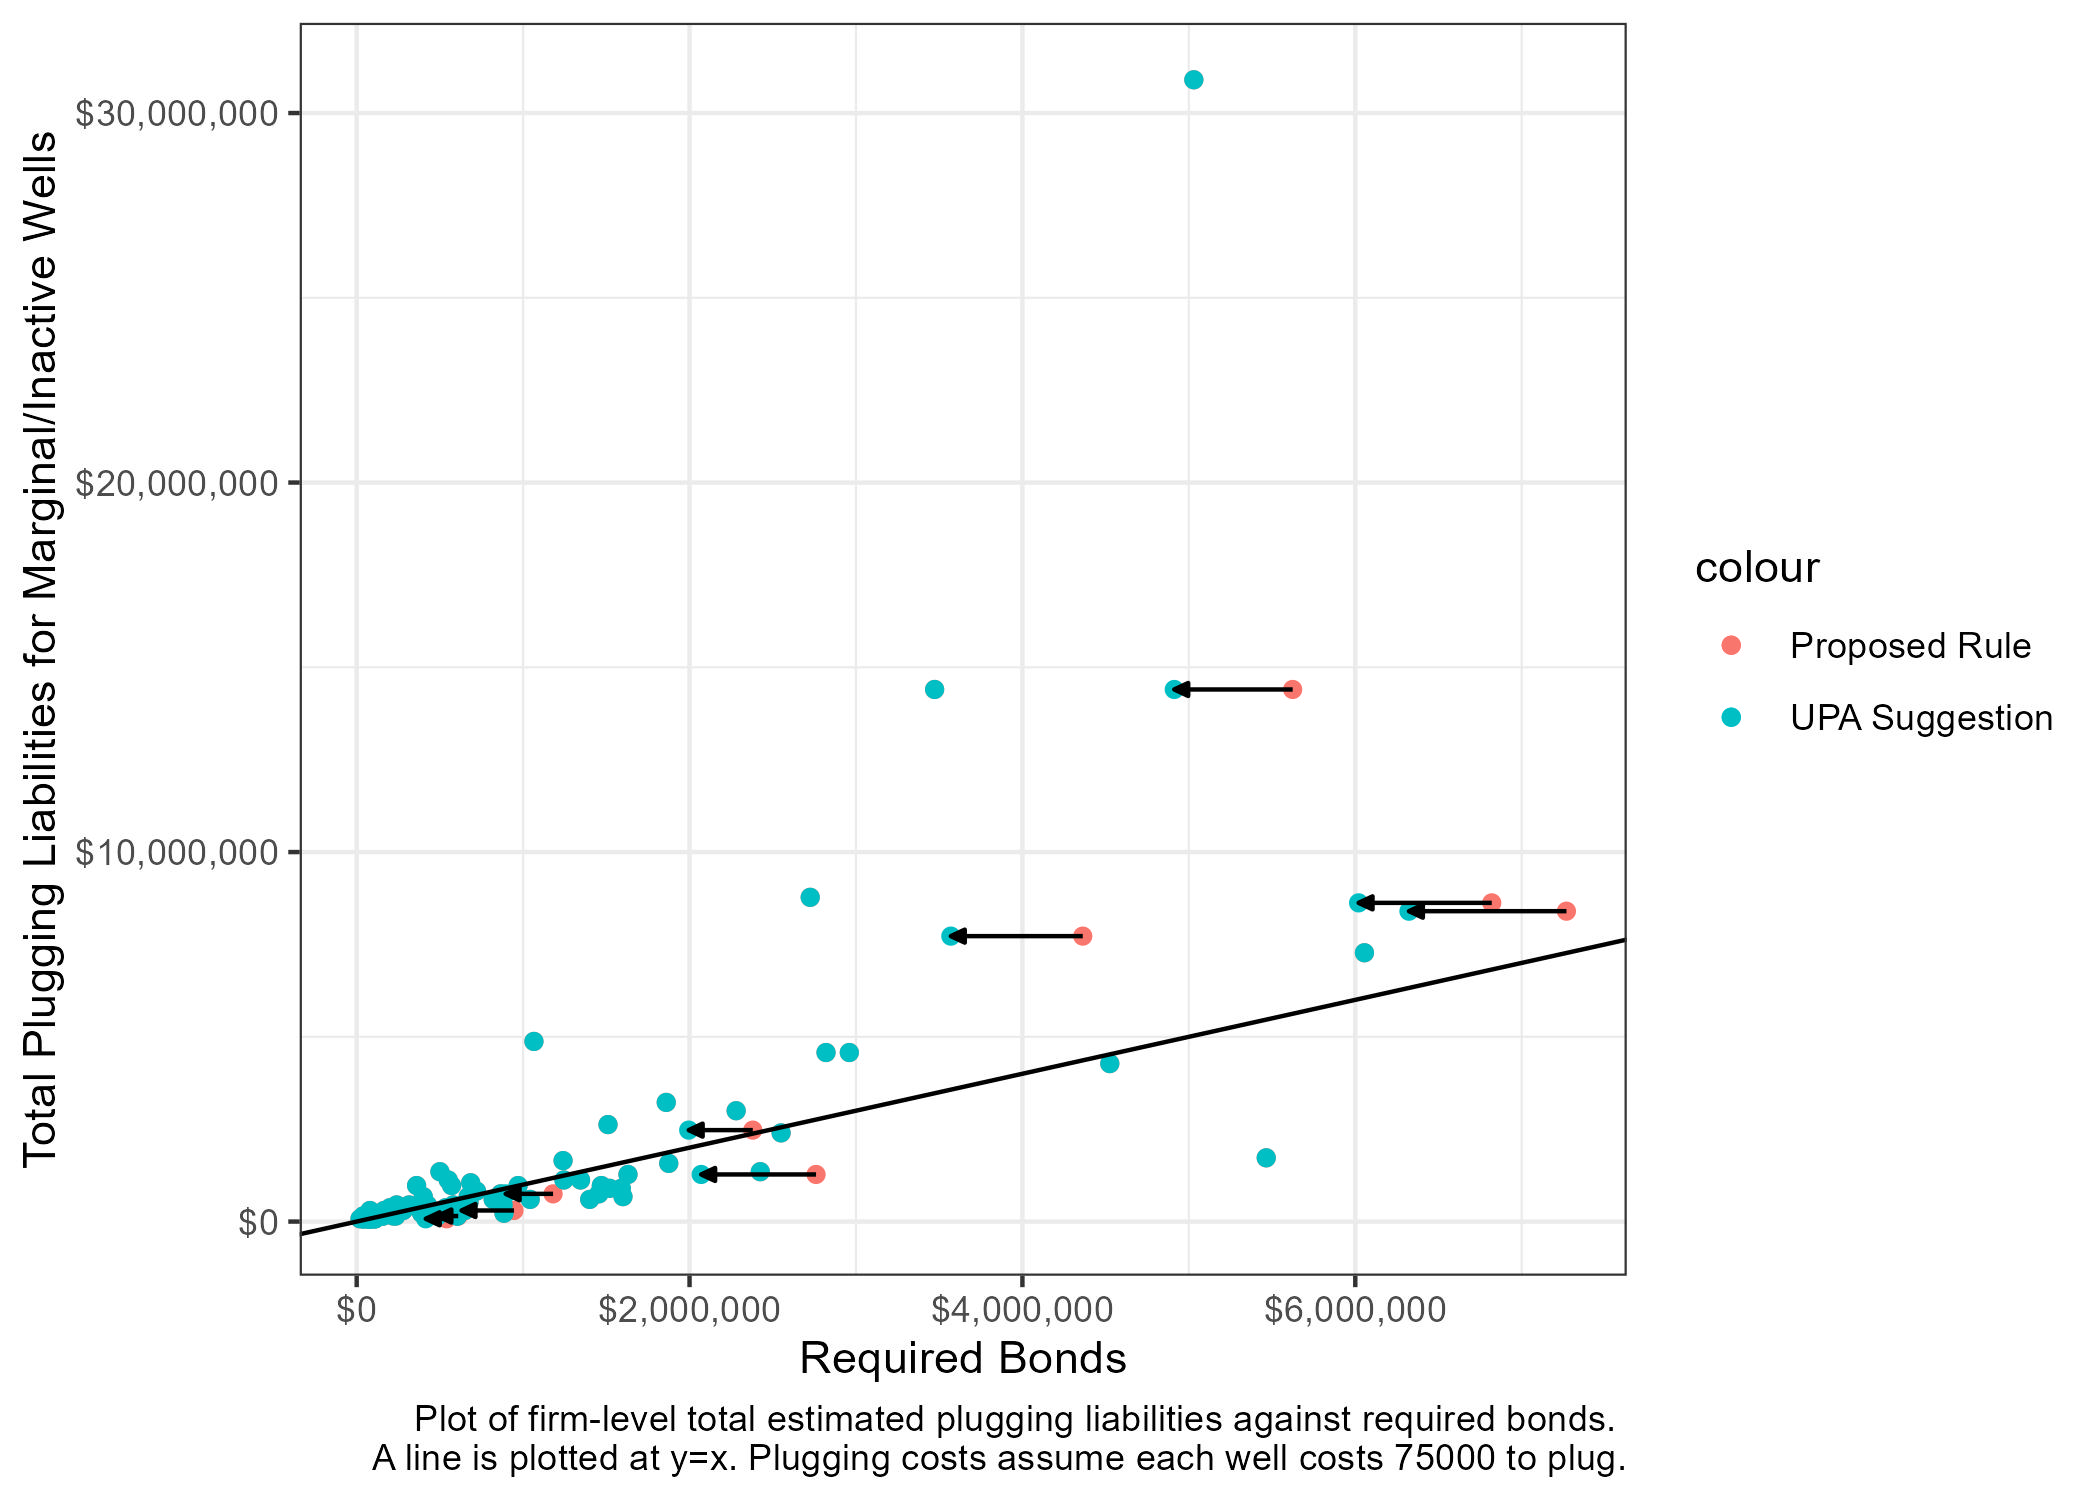 Total Plugging Liabilities for Marginal/Inactive Wells
$30,000,000
$20,000,000
$10,000,000
$0
$0
$2,000,000
$4,000,000
$6,000,000
Required Bonds
colour
Proposed Rule
UPA Suggestion
Plot of firm-level total estimated plugging liabilities against required bonds.
A line is plotted at y=x. Plugging costs assume each well costs 75000 to plug.